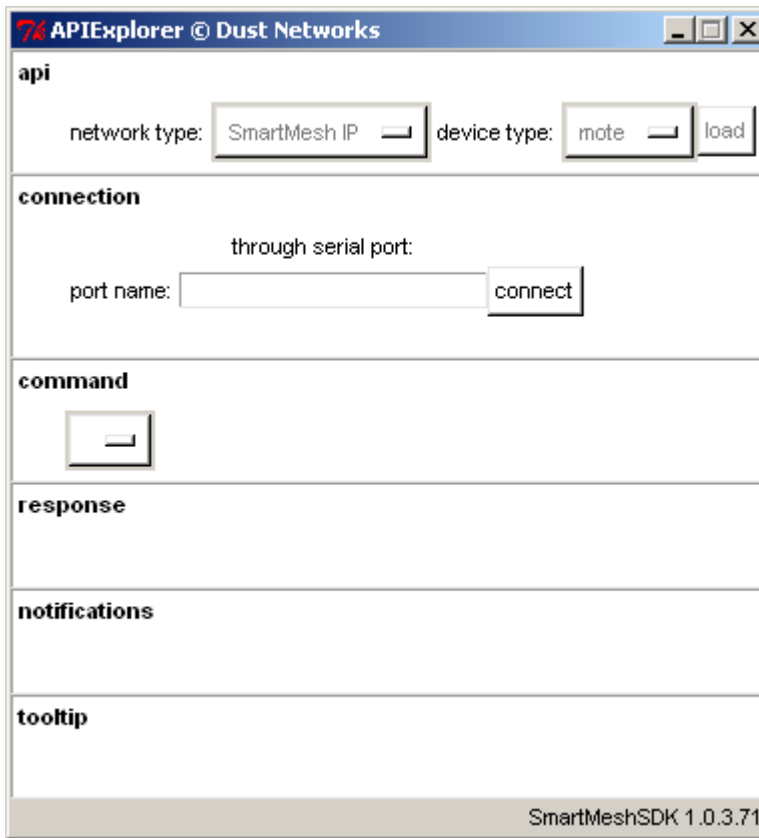 APIExplorer © Dust Networks
api
network type: SmartMesh IP device type: mote load
connection
through serial port:
port name: connect
command
response
notifications
tooltip
SmartMeshSDK 1.0.3.71